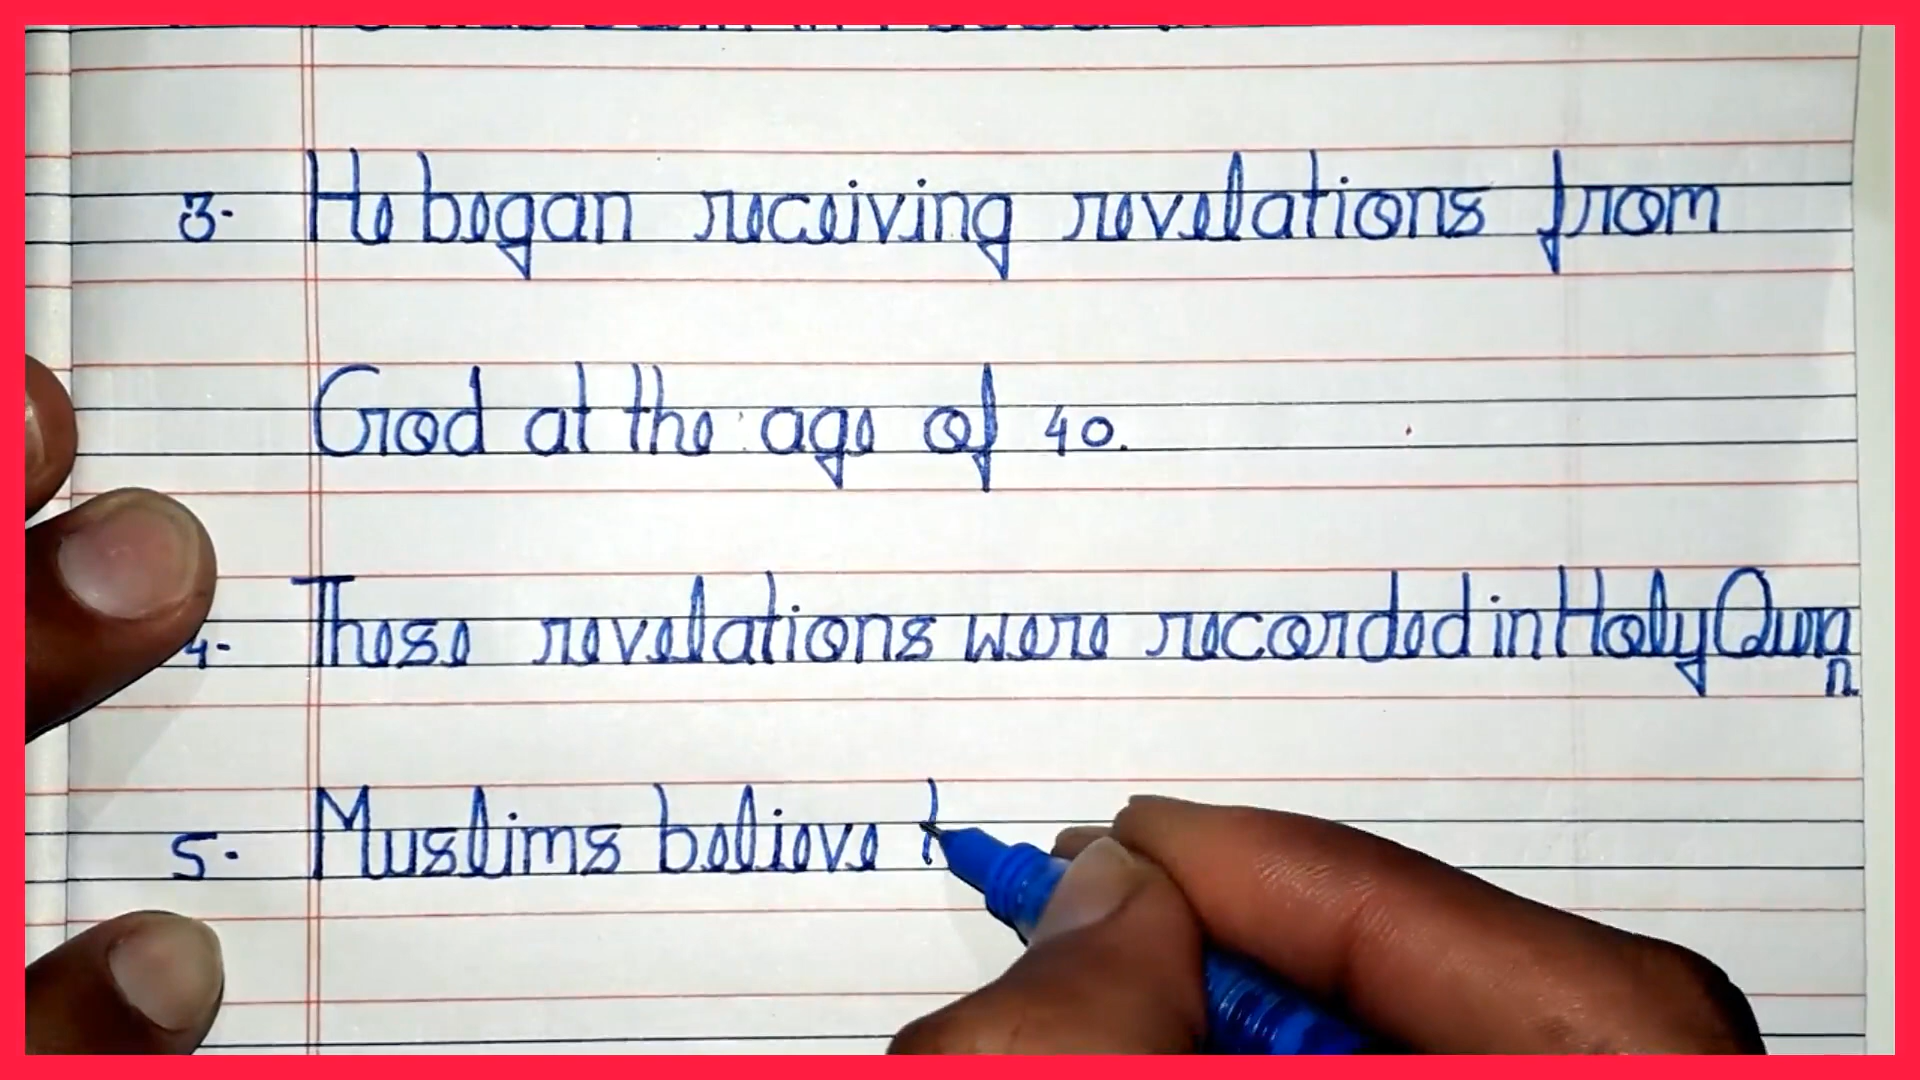 3. He began receiving revelations from
God at the age of 40.
4. These revelations were recorded in Holy Quran
5. Muslims believe